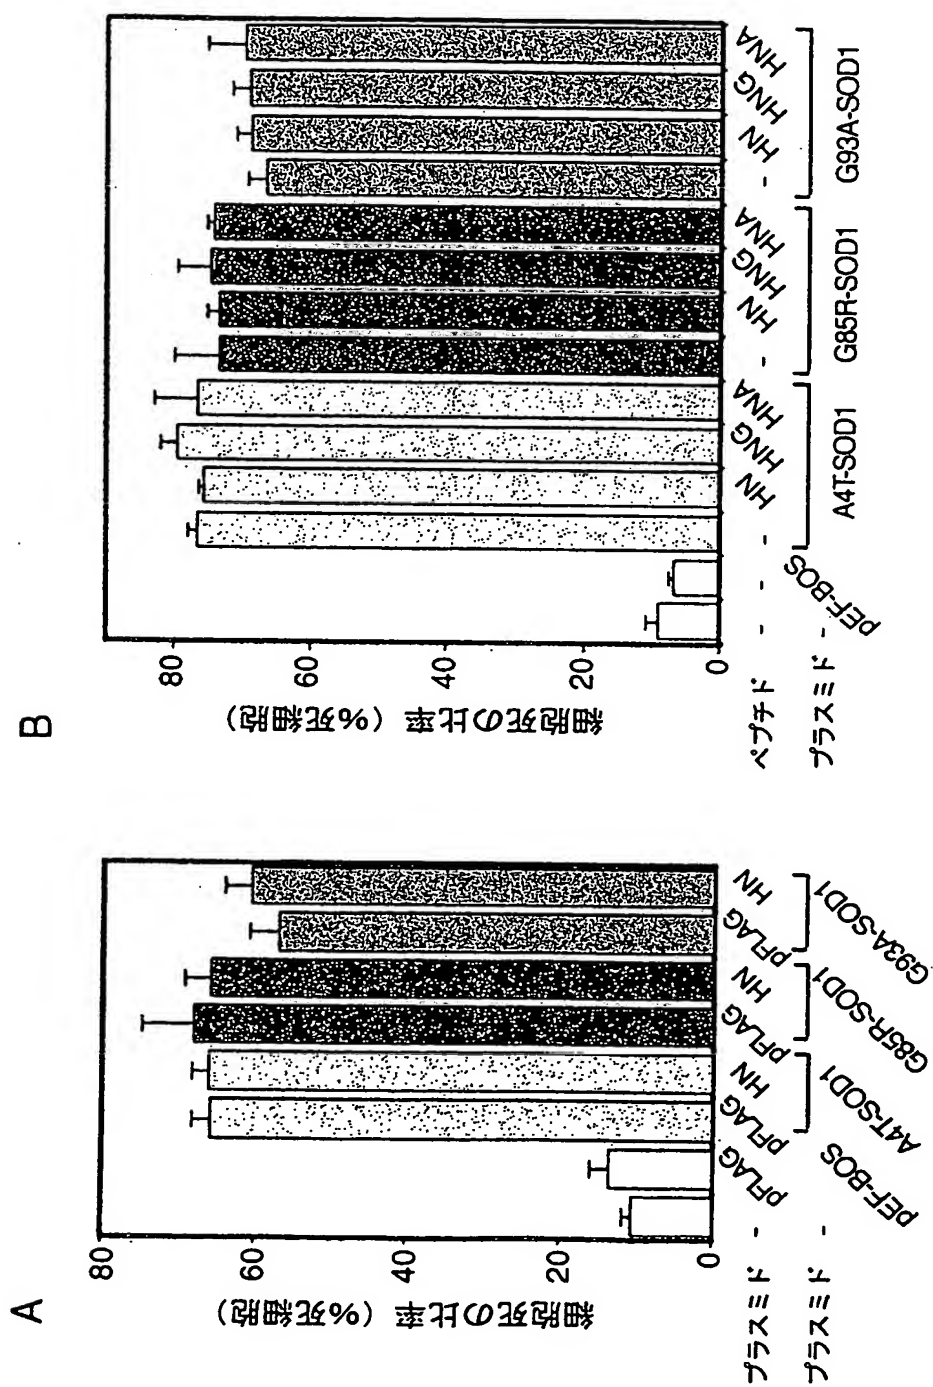 A
細胞死の比率 (%死細胞)
80
60
40
20
0
プラスミド - pFLAG pFLAG HN pFLAG HN pFLAG HN
プラスミド - pEF-BOS A4T-SOD1 G85R-SOD1 G93A-SOD1
B
細胞死の比率 (%死細胞)
80
60
40
20
0
ペプチド - - - HN HNG HNA - HN HNG HNA - HN HNG HNA
プラスミド - pEF-BOS A4T-SOD1 G85R-SOD1 G93A-SOD1